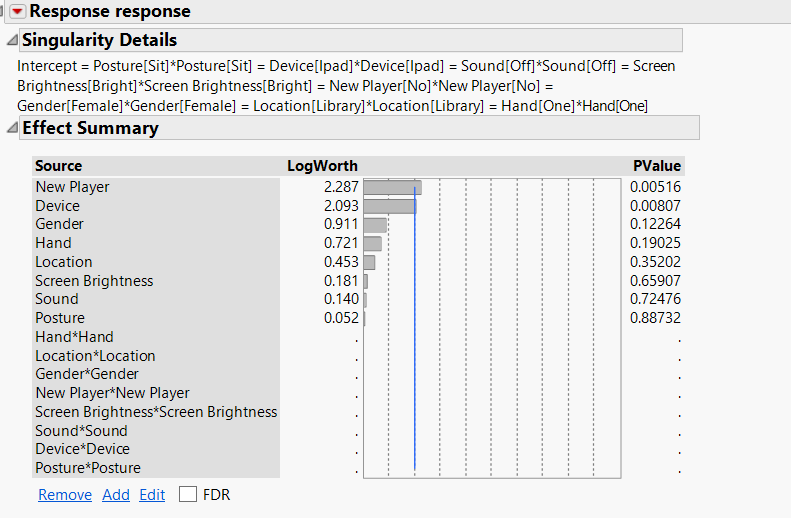 Response response
Singularity Details
Intercept = Posture[Sit]*Posture[Sit] = Device[Ipad]*Device[Ipad] = Sound[Off]*Sound[Off] = Screen
Brightness[Bright]*Screen Brightness[Bright] = New Player[No]*New Player[No] =
Gender[Female]*Gender[Female] = Location[Library]*Location[Library] = Hand[One]*Hand[One]
Effect Summary
Source LogWorth PValue
New Player 2.287 0.00516
Device 2.093 0.00807
Gender 0.911 0.12264
Hand 0.721 0.19025
Location 0.453 0.35202
Screen Brightness 0.181 0.65907
Sound 0.140 0.72476
Posture 0.052 0.88732
Hand*Hand . .
Location*Location . .
Gender*Gender . .
New Player*New Player . .
Screen Brightness*Screen Brightness . .
Sound*Sound . .
Device*Device . .
Posture*Posture . .
Remove Add Edit FDR